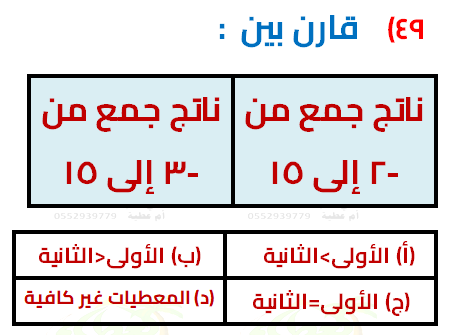 ٤٩) قارن بين :
ناتج جمع من -٢ إلى ١٥
ناتج جمع من -٣ إلى ١٥
0552939779 أم عطية
0552939779 أم عطية
(أ) الأولى>الثانية
(ب) الأولى<الثانية
(ج) الأولى=الثانية
(د) المعطيات غير كافية